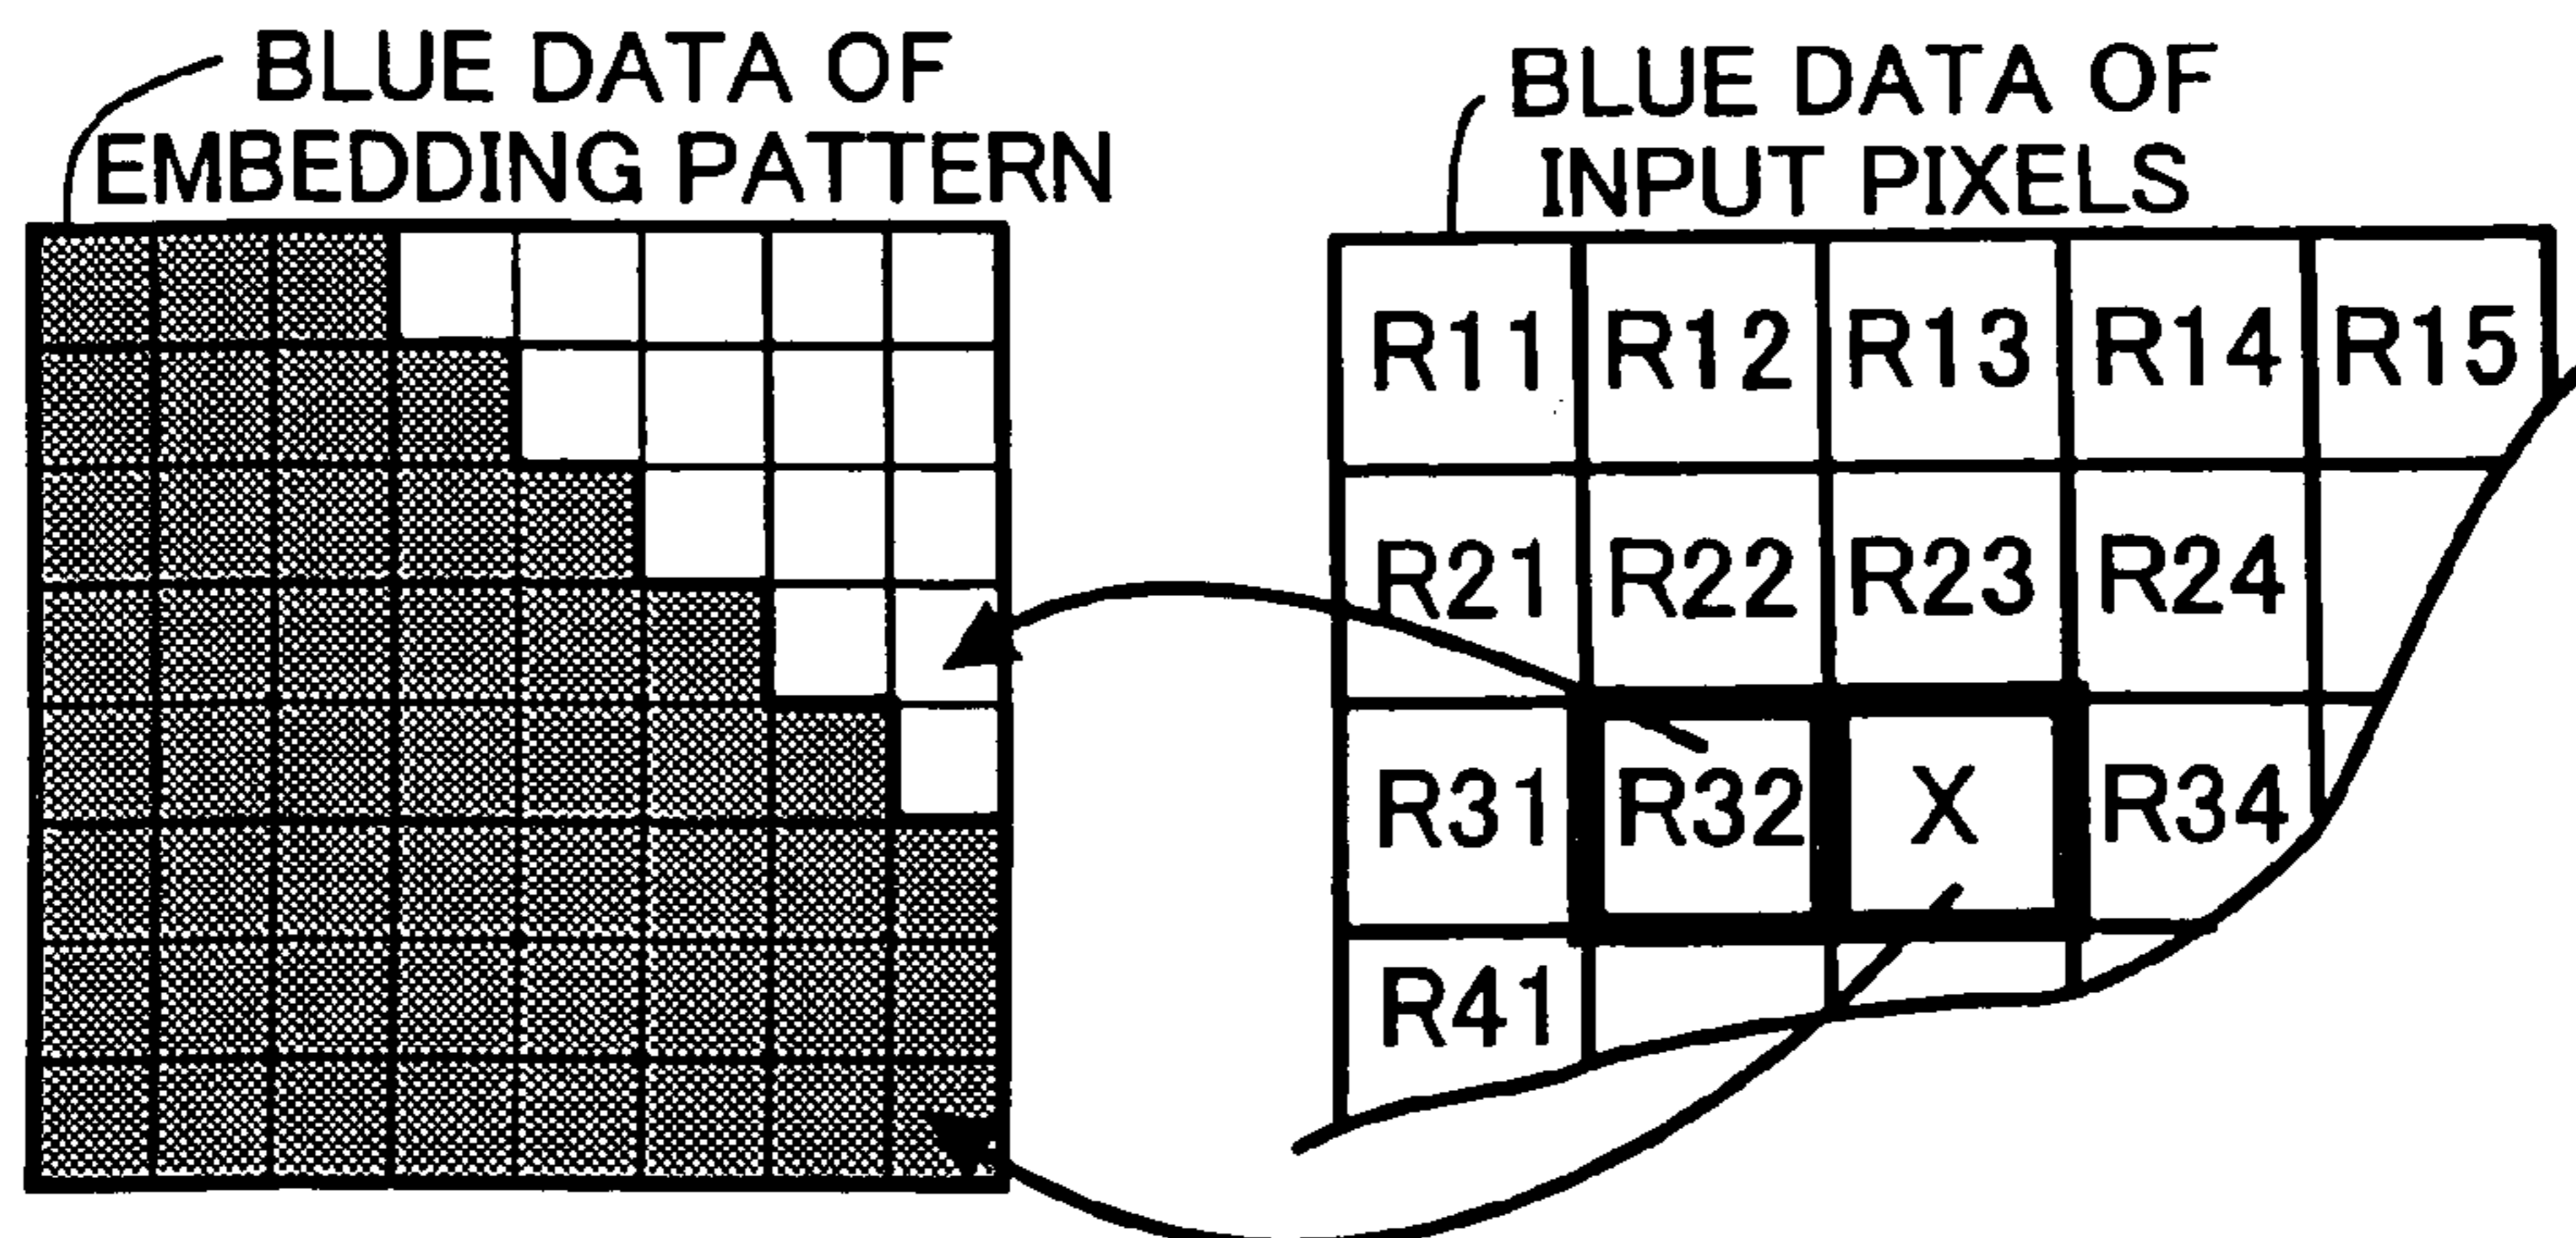 BLUE DATA OF
EMBEDDING PATTERN
BLUE DATA OF
INPUT PIXELS
R11 R12 R13 R14 R15
R21 R22 R23 R24
R31 R32 X R34
R41